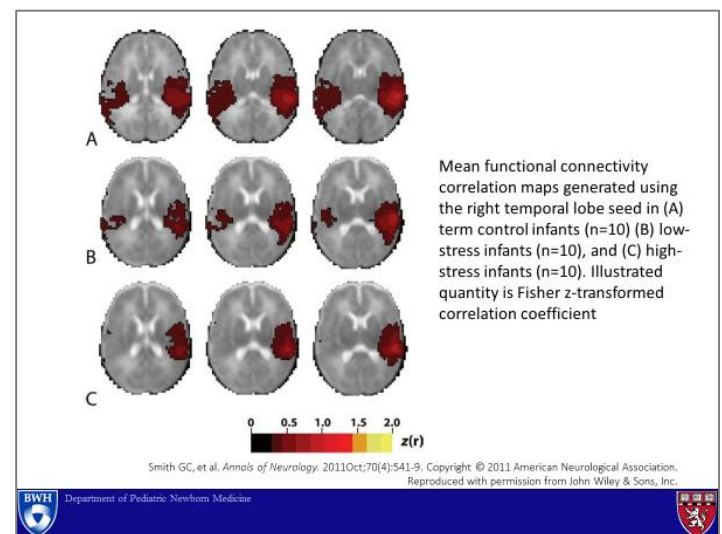 A
B
C
Mean functional connectivity
correlation maps generated using
the right temporal lobe seed in (A)
term control infants (n=10) (B) low-
stress infants (n=10), and (C) high-
stress infants (n=10). Illustrated
quantity is Fisher z-transformed
correlation coefficient
0 0.5 1.0 1.5 2.0
z(r)
Smith GC, et al. Annals of Neurology. 2011Oct;70(4):541-9. Copyright © 2011 American Neurological Association.
Reproduced with permission from John Wiley & Sons, Inc.
BWH
Department of Pediatric Newborn Medicine